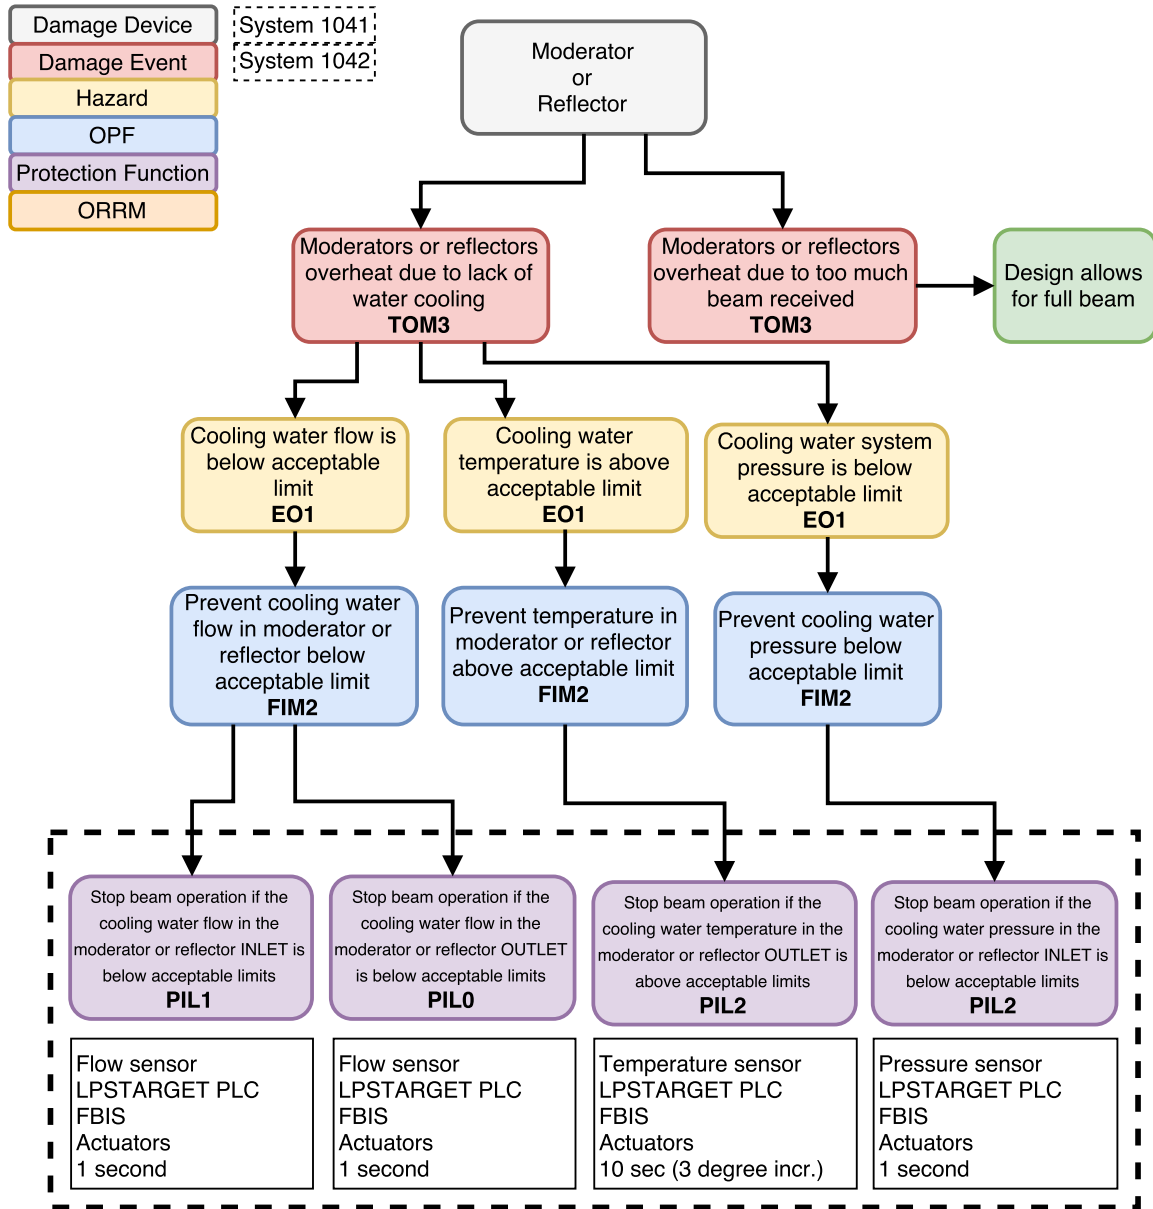 Damage Device
Damage Event
Hazard
OPF
Protection Function
ORRM
System 1041
System 1042
Moderator
or
Reflector
Moderators or reflectors
overheat due to lack of
water cooling
TOM3
Moderators or reflectors
overheat due to too much
beam received
TOM3
Design allows
for full beam
Cooling water flow is
below acceptable
limit
EO1
Cooling water
temperature is above
acceptable limit
EO1
Cooling water system
pressure is below
acceptable limit
EO1
Prevent cooling water
flow in moderator or
reflector below
acceptable limit
FIM2
Prevent temperature in
moderator or reflector
above acceptable limit
FIM2
Prevent cooling water
pressure below
acceptable limit
FIM2
Stop beam operation if the
cooling water flow in the
moderator or reflector INLET is
below acceptable limits
PIL1
Stop beam operation if the
cooling water flow in the
moderator or reflector OUTLET
is below acceptable limits
PIL0
Stop beam operation if the
cooling water temperature in the
moderator or reflector OUTLET is
above acceptable limits
PIL2
Stop beam operation if the
cooling water pressure in the
moderator or reflector INLET is
below acceptable limits
PIL2
Flow sensor
LPSTARGET PLC
FBIS
Actuators
1 second
Flow sensor
LPSTARGET PLC
FBIS
Actuators
1 second
Temperature sensor
LPSTARGET PLC
FBIS
Actuators
10 sec (3 degree incr.)
Pressure sensor
LPSTARGET PLC
FBIS
Actuators
1 second